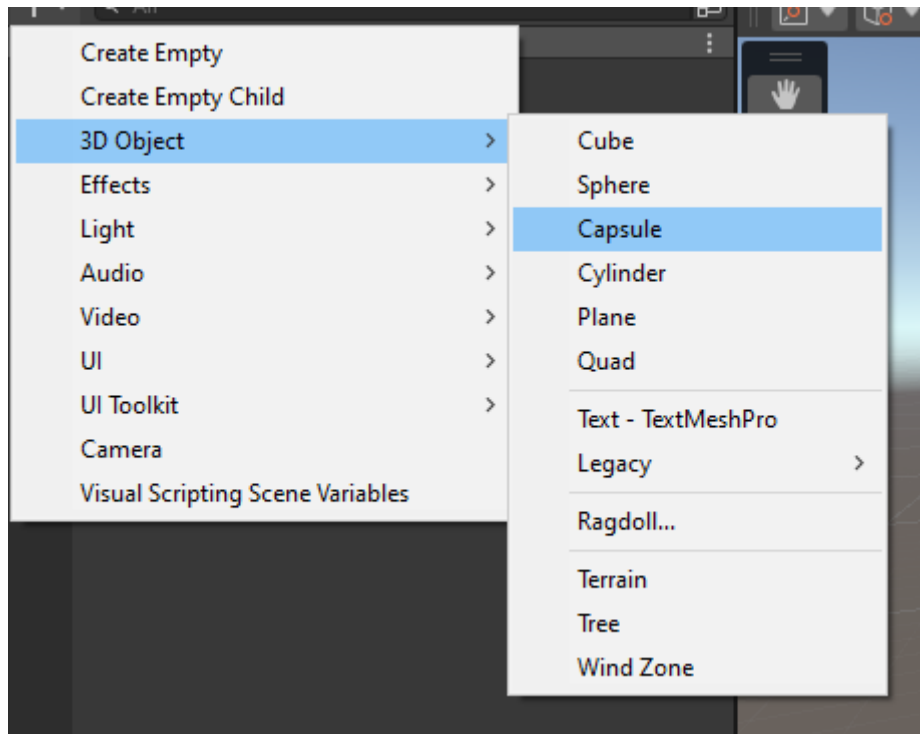 All
Create Empty
Create Empty Child
3D Object
Effects
Light
Audio
Video
UI
UI Toolkit
Camera
Visual Scripting Scene Variables
Cube
Sphere
Capsule
Cylinder
Plane
Quad
Text - TextMeshPro
Legacy
Ragdoll...
Terrain
Tree
Wind Zone